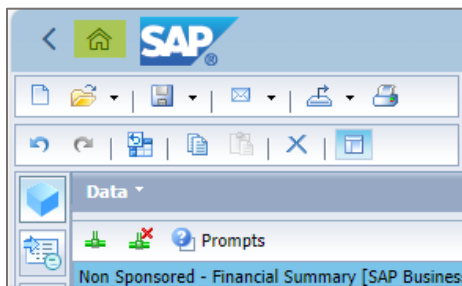 SAP®
Data
Prompts
Non Sponsored - Financial Summary [SAP Busines